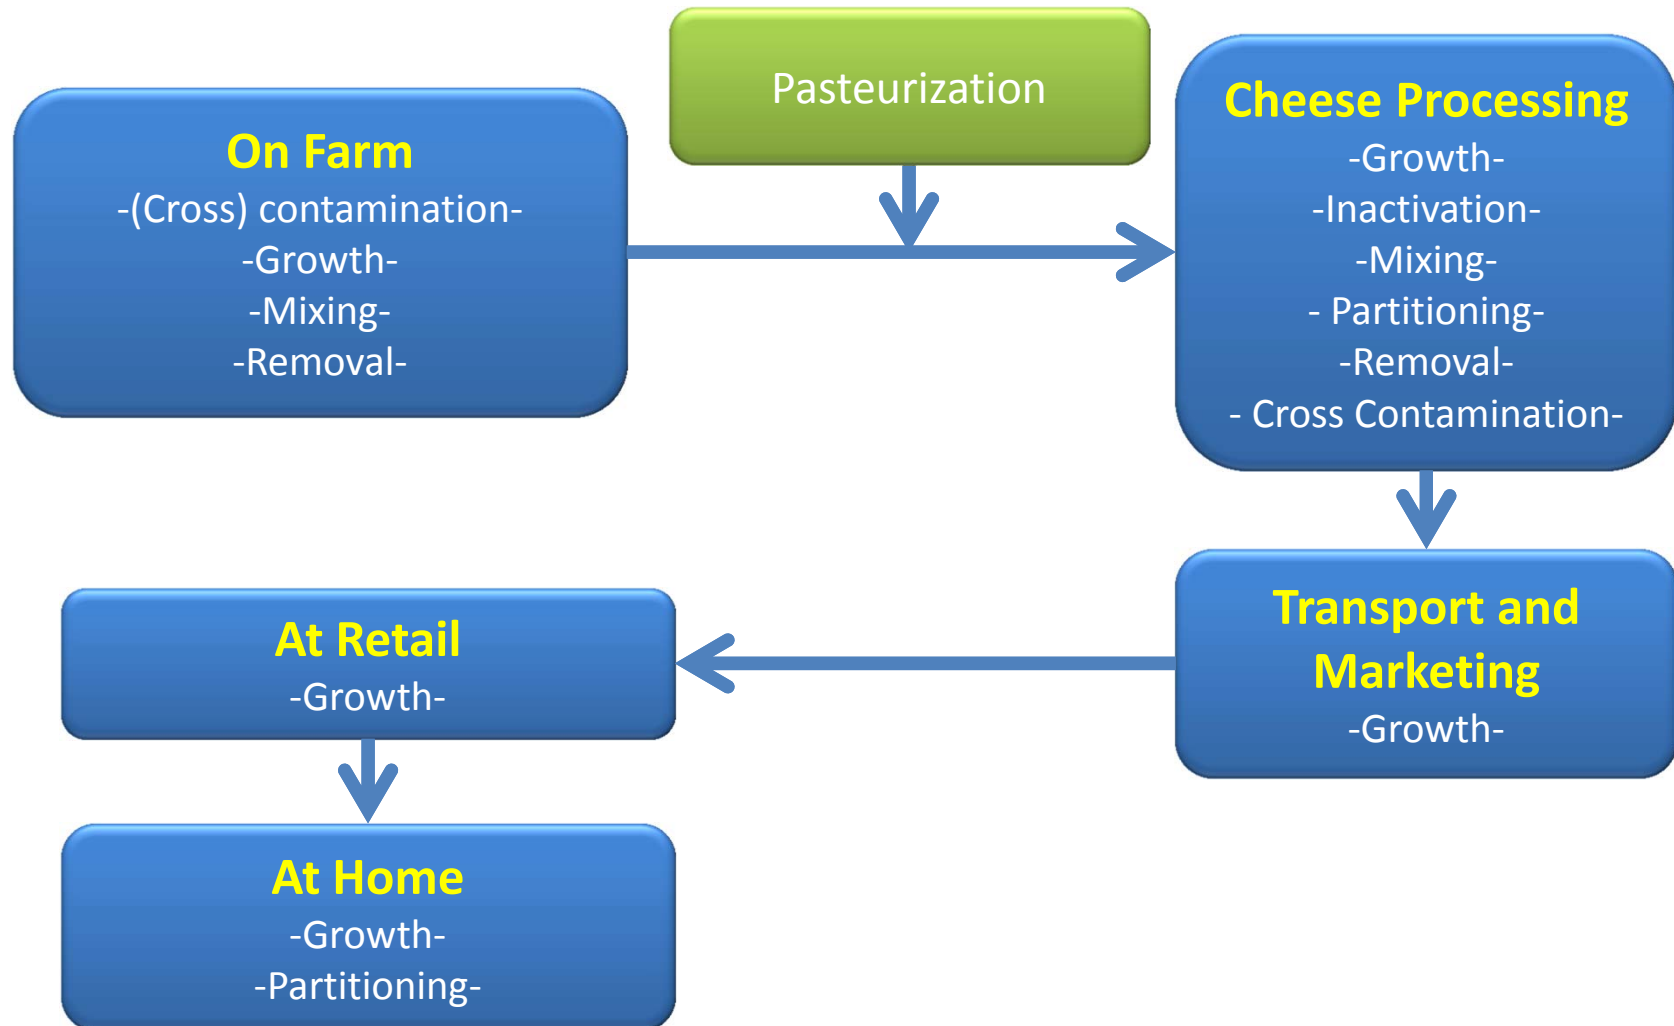 On Farm
-(Cross) contamination-
-Growth-
-Mixing-
-Removal-
Pasteurization
Cheese Processing
-Growth-
-Inactivation-
-Mixing-
- Partitioning-
-Removal-
- Cross Contamination-
Transport and
Marketing
-Growth-
At Retail
-Growth-
At Home
-Growth-
-Partitioning-